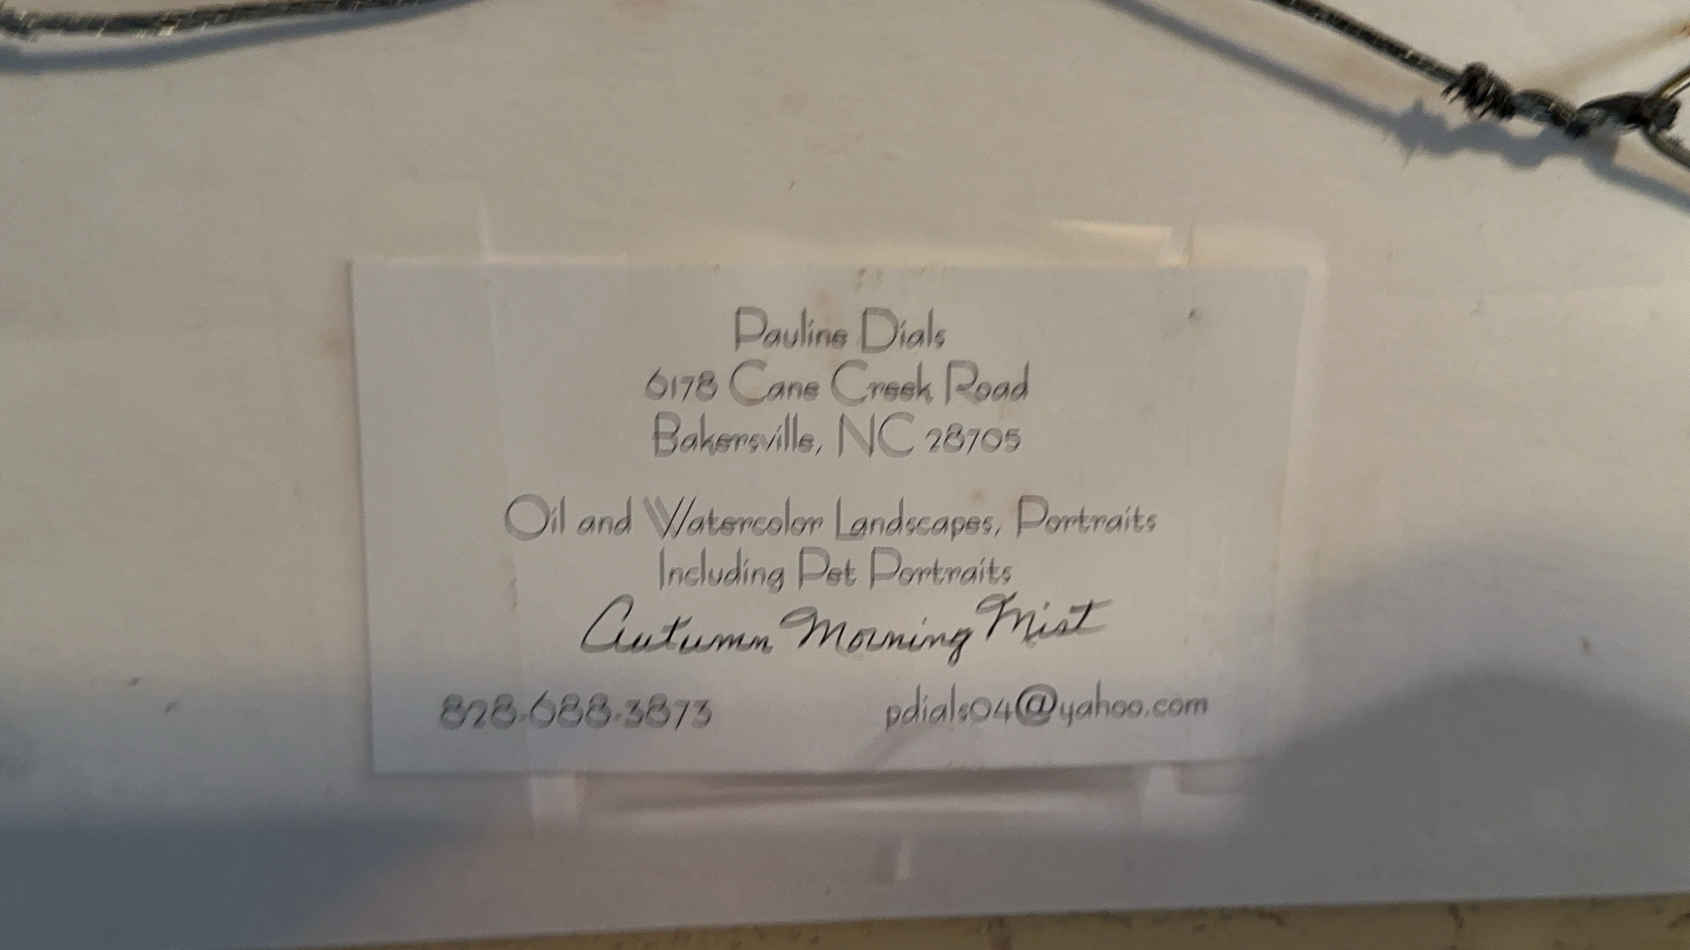 Pauline Dials
6178 Cane Creek Road
Bakersville, NC 28705
Oil and Watercolor Landscapes, Portraits
Including Pet Portraits
Autumn Morning Mist
828-688-3873 pdials04@yahoo.com